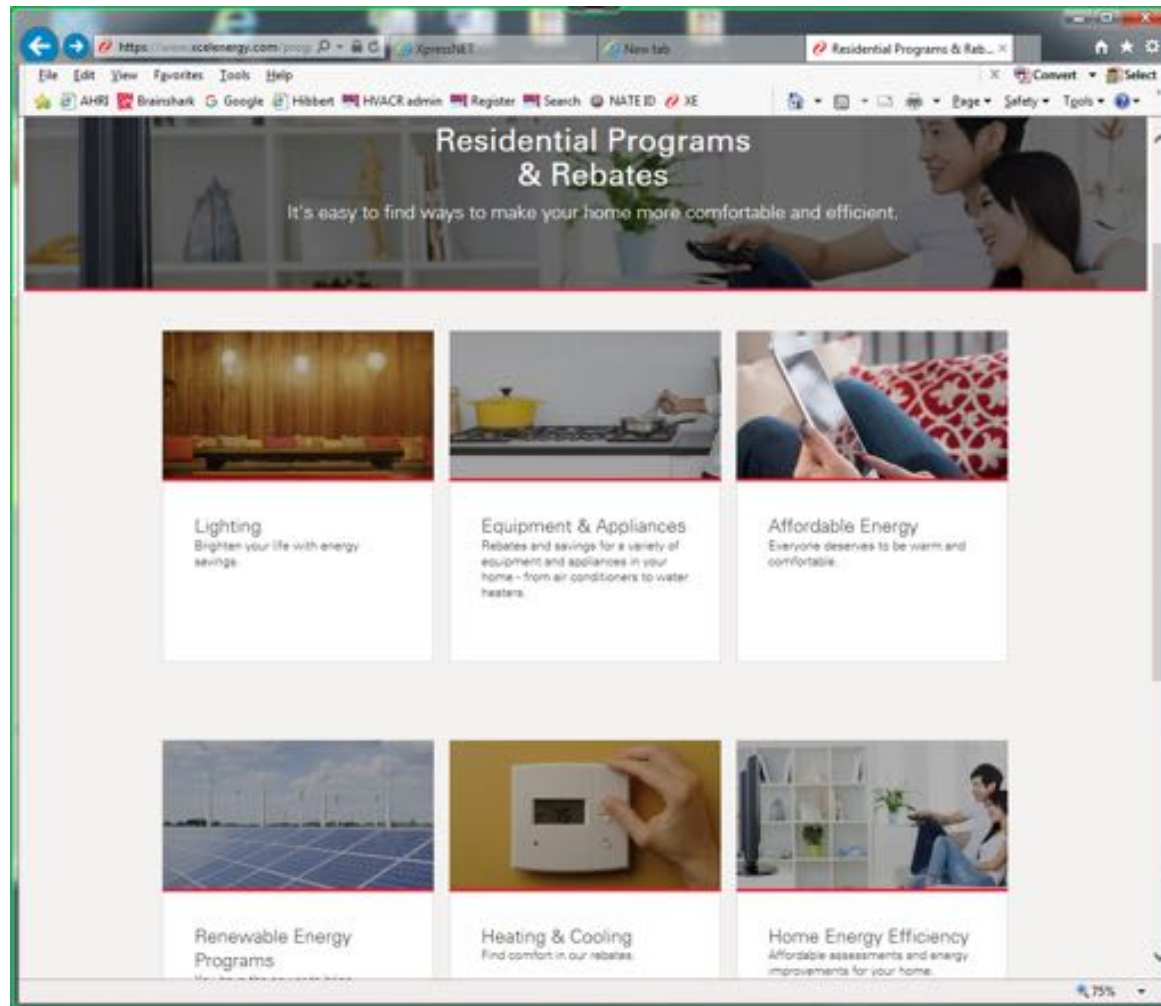 https://www.xcelenergy.com/prog
XpressNET
New tab
Residential Programs & Reb...
File Edit View Favorites Tools Help
Convert
Select
AHRI Brainshark Google Hibbert HVACR admin Register Search NATE ID XE
Page Safety Tools
Residential Programs
& Rebates
It's easy to find ways to make your home more comfortable and efficient.
Lighting
Brighten your life with energy
savings.
Equipment & Appliances
Rebates and savings for a variety of
equipment and appliances in your
home - from air conditioners to water
heaters.
Affordable Energy
Everyone deserves to be warm and
comfortable.
Renewable Energy
Programs
Heating & Cooling
Find comfort in our rebates.
Home Energy Efficiency
Affordable assessments and energy
improvements for your home.
75%